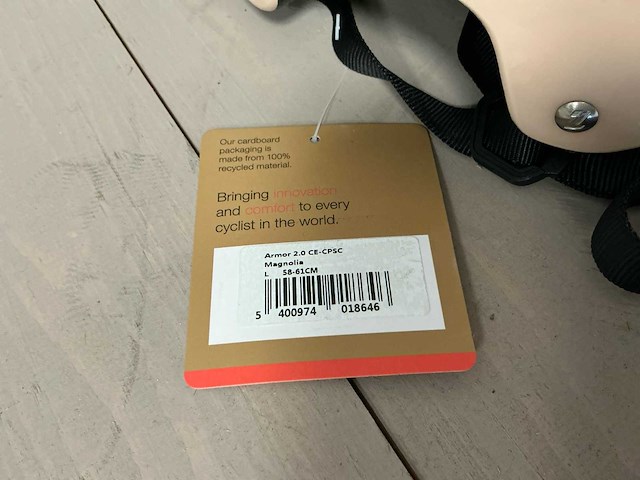 Our cardboard
packaging is
made from 100%
recycled material.
Bringing innovation
and comfort to every
cyclist in the world.
Armor 2.0 CE-CPSC
Magnolia
L 58-61CM
5 400974 018646